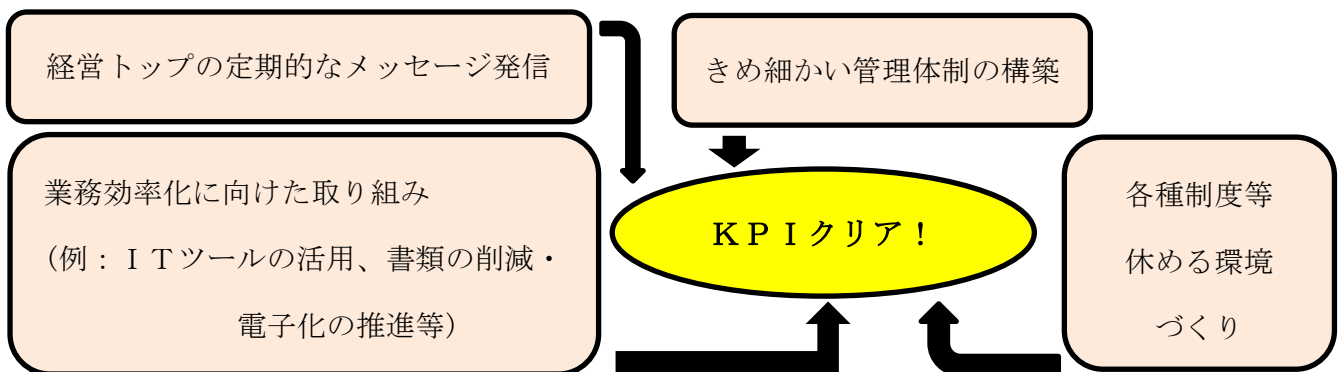 経営トップの定期的なメッセージ発信
きめ細かい管理体制の構築
業務効率化に向けた取り組み
（例：ＩＴツールの活用、書類の削減・
電子化の推進等）
ＫＰＩクリア！
各種制度等
休める環境
づくり